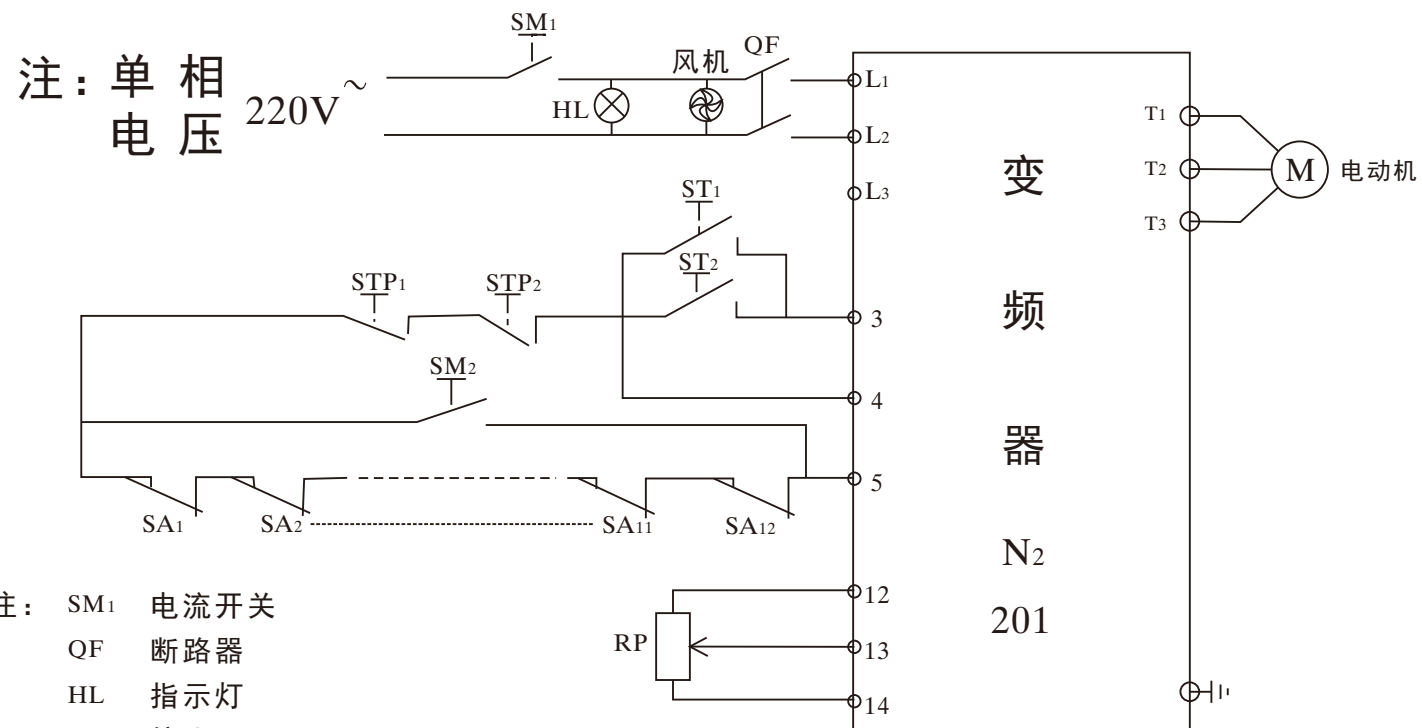 SM1
注：单 相 220V~
电 压
风机
QF
HL
L1
L2
L3
T1
T2
T3
M
电动机
变
频
器
N2
201
ST1
ST2
STP1
STP2
3
SM2
4
5
SA1
SA2
SA11
SA12
12
RP
13
14
注： SM1 电流开关
QF 断路器
HL 指示灯